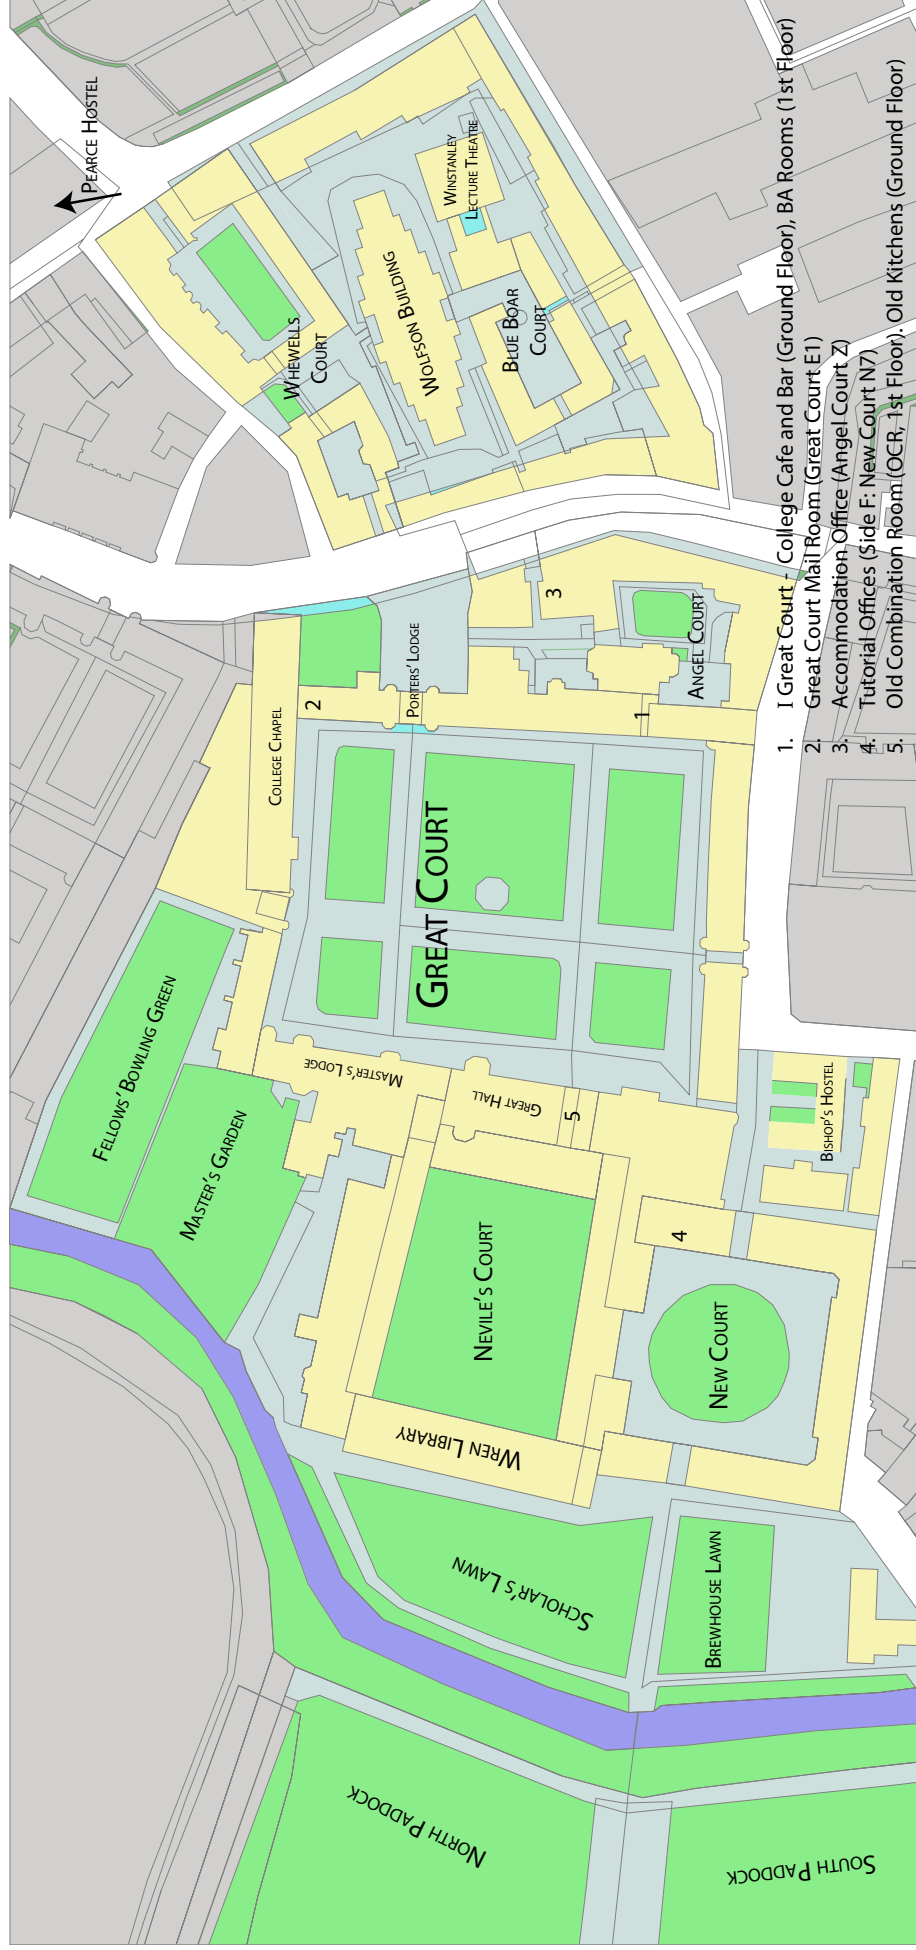 Pearce Hostel
Whewells
Court
Wolfson Building
Winstanley
Lecture Theatre
Blue Boar
Court
College Chapel
2
Porters' Lodge
3
Angel Court
1
Great Court
Fellows' Bowling Green
Master's Garden
Master's Lodge
Great Hall
5
Nevile's Court
Wren Library
4
New Court
Bishop's Hostel
Scholar's Lawn
Brewhouse Lawn
North Paddock
South Paddock
1. I Great Court - College Cafe and Bar (Ground Floor), BA Rooms (1st Floor)
2. Great Court Mail Room (Great Court E1)
3. Accommodation Office (Angel Court Z)
4. Tutorial Offices (Side F: New Court N7)
5. Old Combination Room (OCR, 1st Floor). Old Kitchens (Ground Floor)